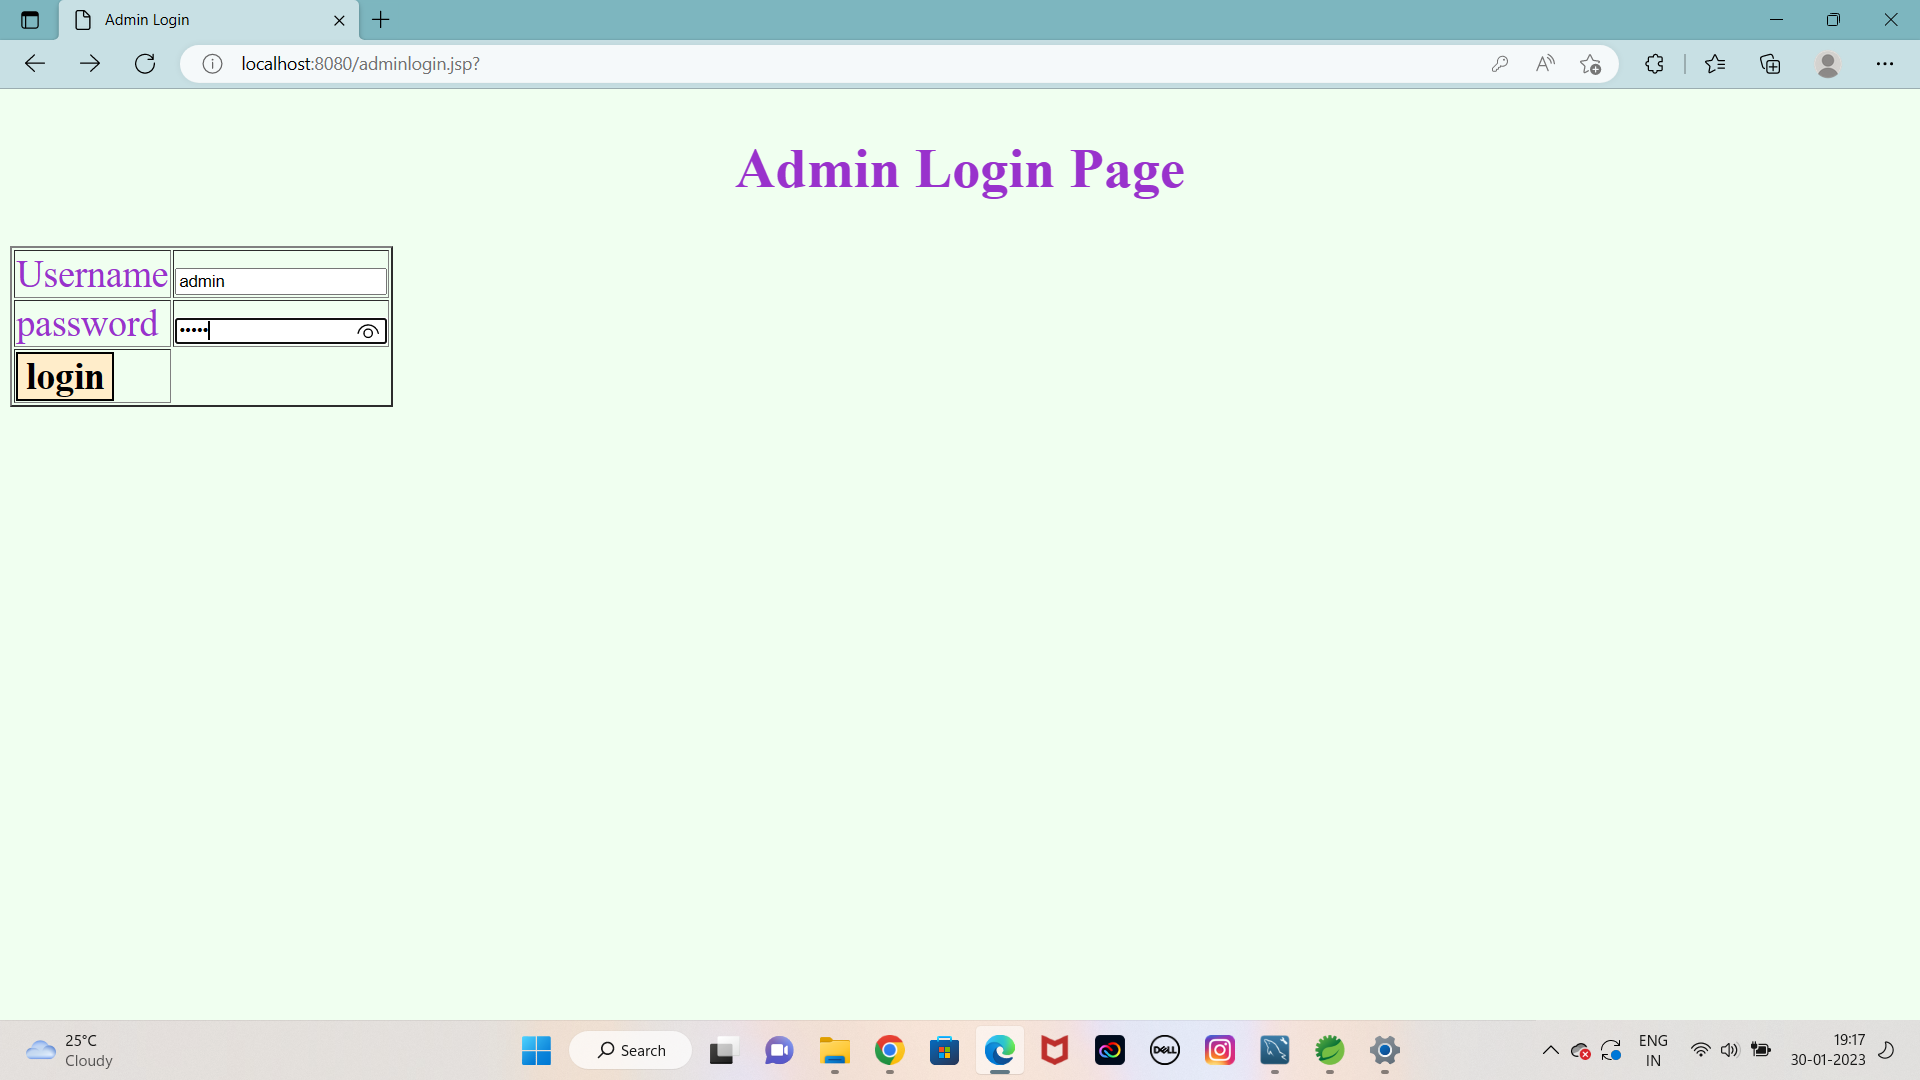 Admin Login
localhost:8080/adminlogin.jsp?
Admin Login Page
Username admin
password •••••
login
25°C
Cloudy
Search
DELL
ENG
IN
19:17
30-01-2023